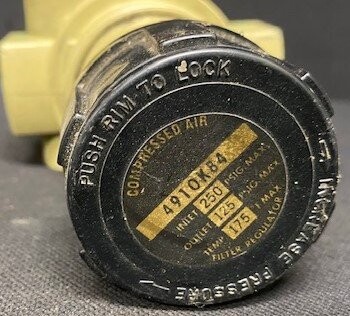 PUSH RIM TO LOCK
INCREASE PRESSURE
COMPRESSED AIR
4910K84
INLET 250 PSIG-MAX
OUTLET 125 PSIG-MAX
TEMP. 175 F MAX
FILTER REGULATOR